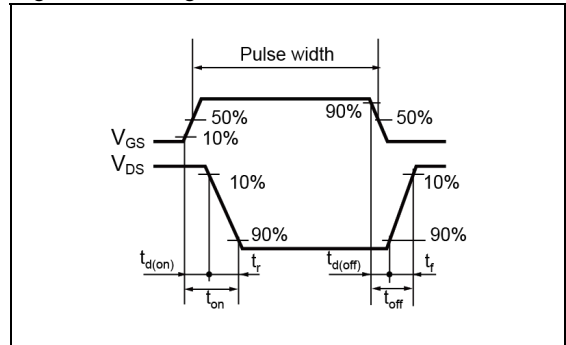 Pulse width
90%
50%
50%
V_GS
10%
V_DS
10%
10%
90%
90%
t_d(on)
t_r
t_d(off)
t_f
t_on
t_off